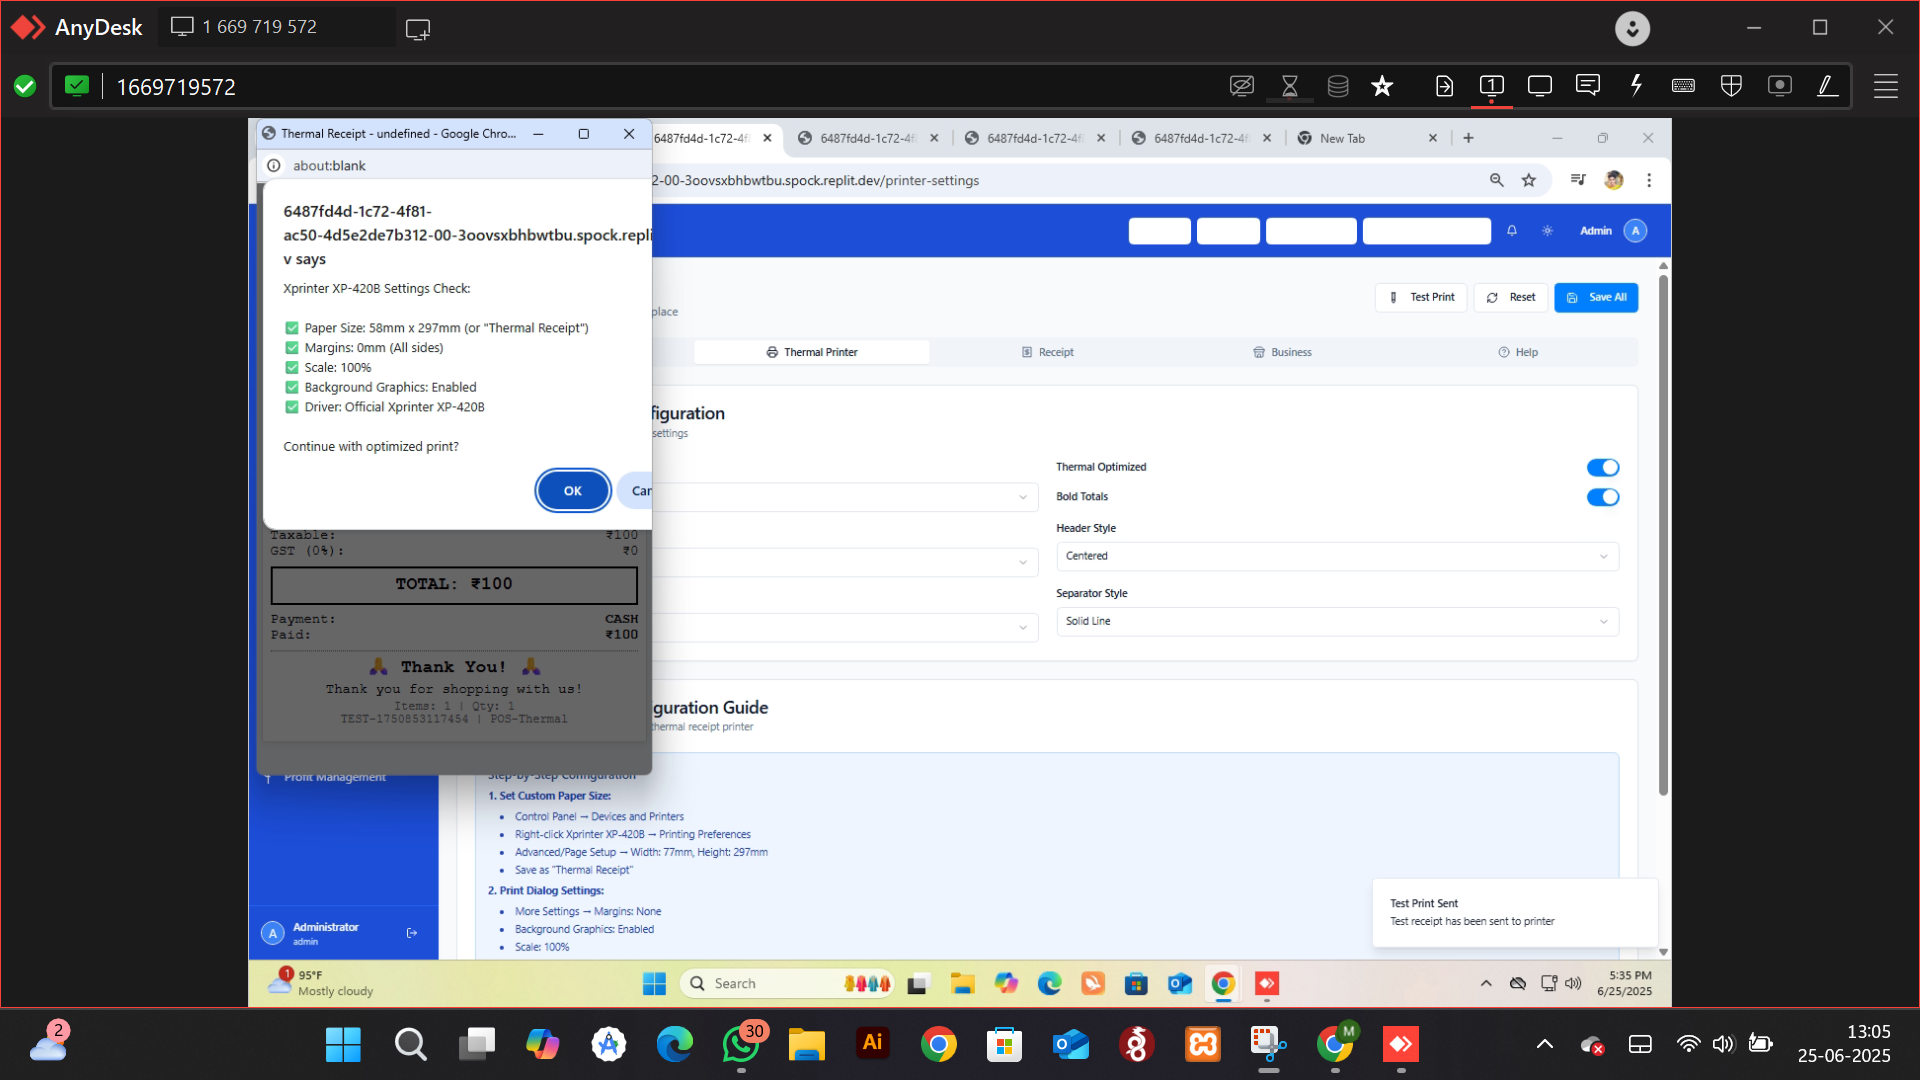 AnyDesk
1 669 719 572
1669719572
1
Thermal Receipt - undefined - Google Chro...
6487fd4d-1c72-4f
6487fd4d-1c72-4f
6487fd4d-1c72-4f
6487fd4d-1c72-4f
New Tab
about:blank
2-00-3oovsxbhbwtbu.spock.replit.dev/printer-settings
6487fd4d-1c72-4f81-
ac50-4d5e2de7b312-00-3oovsxbhbwtbu.spock.repli
v says
Xprinter XP-420B Settings Check:
✅ Paper Size: 58mm x 297mm (or "Thermal Receipt")
✅ Margins: 0mm (All sides)
✅ Scale: 100%
✅ Background Graphics: Enabled
✅ Driver: Official Xprinter XP-420B
Continue with optimized print?
OK
Can
Taxable: ₹100
GST (0%): ₹0
TOTAL: ₹100
Payment: CASH
Paid: ₹100
🙏 Thank You! 🙏
Thank you for shopping with us!
Items: 1 | Qty: 1
TEST-1750853117454 | POS-Thermal
Profit Management
A
Administrator
admin
Admin
A
place
Test Print
Reset
Save All
Thermal Printer
Receipt
Business
Help
figuration
settings
Thermal Optimized
Bold Totals
Header Style
Centered
Separator Style
Solid Line
guration Guide
thermal receipt printer
Step-by-Step Configuration
1. Set Custom Paper Size:
• Control Panel → Devices and Printers
• Right-click Xprinter XP-420B → Printing Preferences
• Advanced/Page Setup → Width: 77mm, Height: 297mm
• Save as "Thermal Receipt"
2. Print Dialog Settings:
• More Settings → Margins: None
• Background Graphics: Enabled
• Scale: 100%
Test Print Sent
Test receipt has been sent to printer
1
95°F
Mostly cloudy
Search
5:35 PM
6/25/2025
2
30
Ai
M
13:05
25-06-2025